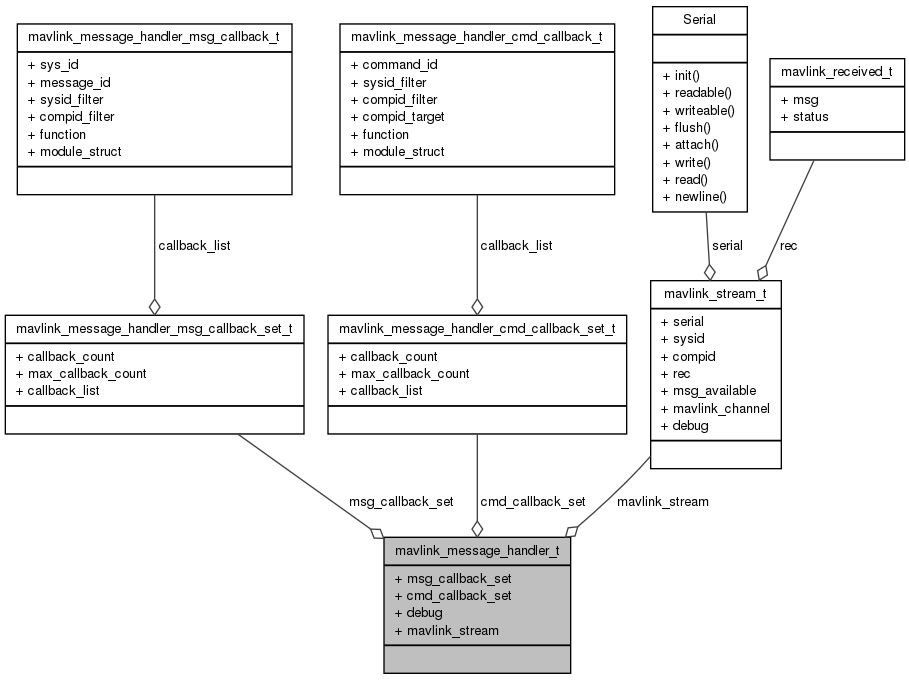 mavlink_message_handler_msg_callback_t
+ sys_id
+ message_id
+ sysid_filter
+ compid_filter
+ function
+ module_struct
mavlink_message_handler_cmd_callback_t
+ command_id
+ sysid_filter
+ compid_filter
+ compid_target
+ function
+ module_struct
Serial
+ init()
+ readable()
+ writeable()
+ flush()
+ attach()
+ write()
+ read()
+ newline()
mavlink_received_t
+ msg
+ status
callback_list
callback_list
serial
rec
mavlink_message_handler_msg_callback_set_t
+ callback_count
+ max_callback_count
+ callback_list
mavlink_message_handler_cmd_callback_set_t
+ callback_count
+ max_callback_count
+ callback_list
mavlink_stream_t
+ serial
+ sysid
+ compid
+ rec
+ msg_available
+ mavlink_channel
+ debug
msg_callback_set
cmd_callback_set
mavlink_stream
mavlink_message_handler_t
+ msg_callback_set
+ cmd_callback_set
+ debug
+ mavlink_stream